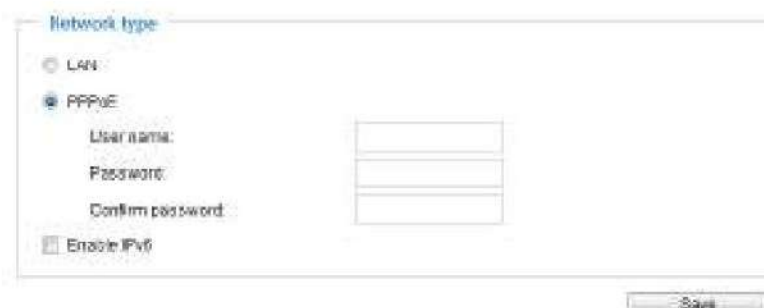 Network type
LAN
PPPoE
User name:
Password:
Confirm password:
Enable IPv6
Save